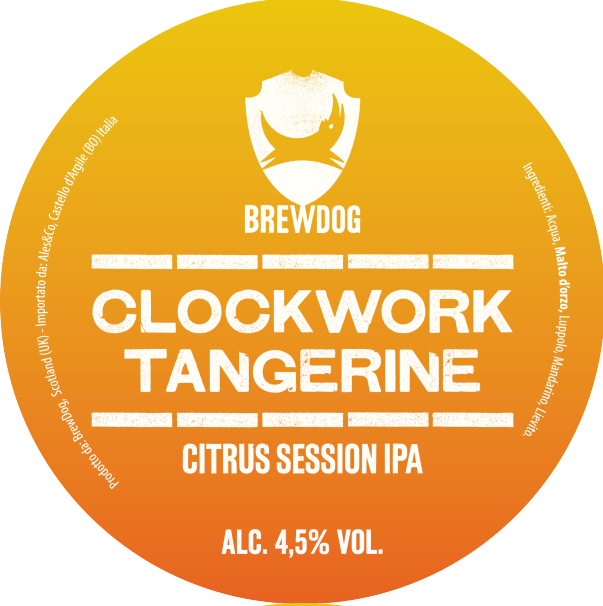 BREWDOG
CLOCKWORK
TANGERINE
CITRUS SESSION IPA
ALC. 4,5% VOL.
Prodotto da: BrewDog, Scotland (UK) - Importato da: Ales&Co, Castello d'Argile (BO) Italia
Ingredienti: Acqua, Malto d'orzo, Luppolo, Mandarino, Lievito.